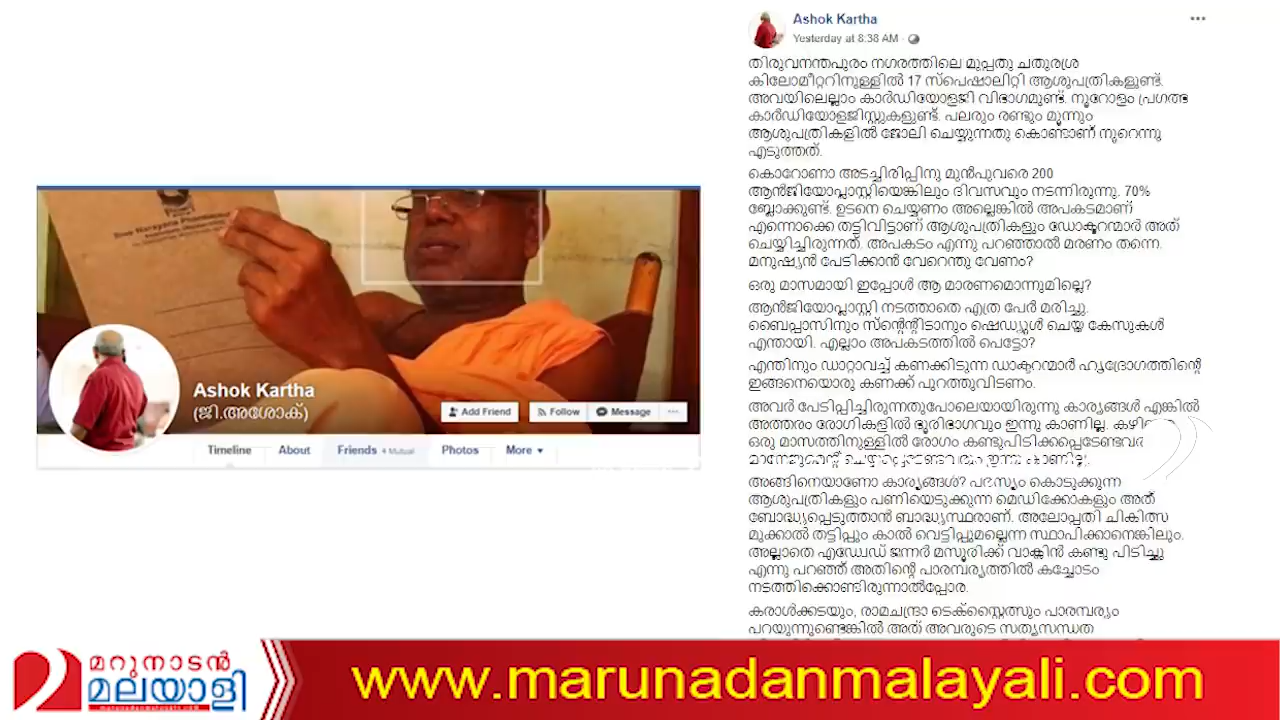 Ashok Kartha
Yesterday at 8:38 AM
തിരുവനന്തപുരം നഗരത്തിലെ മുപ്പതു ചതുരശ്ര
കിലോമീറ്ററിനുള്ളിൽ 17 സ്പെഷാലിറ്റി ആശുപത്രികളുണ്ട്.
അവയിലെല്ലാം കാർഡിയോളജി വിഭാഗമുണ്ട്. നൂറോളം പ്രഗത്ഭ
കാർഡിയോളജിസ്റ്റുകളുണ്ട്. പലരും രണ്ടും മൂന്നും
ആശുപത്രികളിൽ ജോലി ചെയ്യുന്നതു കൊണ്ടാണ് നൂറെന്നു
എടുത്തത്.
കൊറോണാ അടച്ചിരിപ്പിനു മുൻപുവരെ 200
ആൻജിയോപ്ലാസ്റ്റിയെങ്കിലും ദിവസവും നടന്നിരുന്നു. 70%
ബ്ലോക്കുണ്ട്. ഉടനെ ചെയ്യണം അല്ലെങ്കിൽ അപകടമാണ്
എന്നൊക്കെ തട്ടിവിട്ടാണ് ആശുപത്രികളും ഡോക്ടറന്മാർ അത്
ചെയ്യിച്ചിരുന്നത്. അപകടം എന്നു പറഞ്ഞാൽ മരണം തന്നെ.
മനുഷ്യൻ പേടിക്കാൻ വേറെന്തു വേണം?
ഒരു മാസമായി ഇപ്പോൾ ആ മാരണമൊന്നുമില്ലെ?
ആൻജിയോപ്ലാസ്റ്റി നടത്താതെ എത്ര പേർ മരിച്ചു.
ബൈപ്പാസിനും സ്റ്റെന്റിടാനും ഷെഡ്യൂൾ ചെയ്ത കേസുകൾ
എന്തായി. എല്ലാം അപകടത്തിൽ പെട്ടോ?
എന്തിനും ഡാറ്റാവച്ച് കണക്കിടുന്ന ഡാക്ടറന്മാർ ഹൃദ്രോഗത്തിന്റെ
ഇങ്ങനെയൊരു കണക്ക് പുറത്തുവിടണം.
അവർ പേടിപ്പിച്ചിരുന്നതുപോലെയായിരുന്നു കാര്യങ്ങൾ എങ്കിൽ
അത്തരം രോഗികളിൽ ഭൂരിഭാഗവും ഇന്നു കാണില്ല. കഴിഞ്ഞ
ഒരു മാസത്തിനുള്ളിൽ രോഗം കണ്ടുപിടിക്കപ്പെടേണ്ടവർ
മാനേജുമെന്റ് ചെയ്യപ്പെടേണ്ടവരും ഇന്നു കാണില്ല.
അങ്ങിനെയാണോ കാര്യങ്ങൾ? പരസ്യം കൊടുക്കുന്ന
ആശുപത്രികളും പണിയെടുക്കുന്ന മെഡിക്കോകളും അത്
ബോദ്ധ്യപ്പെടുത്താൻ ബാദ്ധ്യസ്ഥരാണ്. അലോപ്പതി ചികിത്സ
മുക്കാൽ തട്ടിപ്പും കാൽ വെട്ടിപ്പുമല്ലെന്ന സ്ഥാപിക്കാനെങ്കിലും.
അല്ലാതെ എഡ്വേഡ് ജന്നർ മസൂരിക്ക് വാക്സിൻ കണ്ടു പിടിച്ചു
എന്നു പറഞ്ഞ് അതിന്റെ പാരമ്പര്യത്തിൽ കച്ചോടം
നടത്തിക്കൊണ്ടിരുന്നാൽപ്പോര.
കരാൾക്കടയും, രാമചന്ദ്രാ ടെക്സ്റ്റൈത്സും പാരമ്പര്യം
പറയുന്നുണ്ടെങ്കിൽ അത് അവരുടെ സത്യസന്ധത
Ashok Kartha
(ജി.അശോക്)
Add Friend
Follow
Message
Timeline
About
Friends 4 Mutual
Photos
More
മറുനാടൻ
മലയാളി
www.marunadanmalayali.com